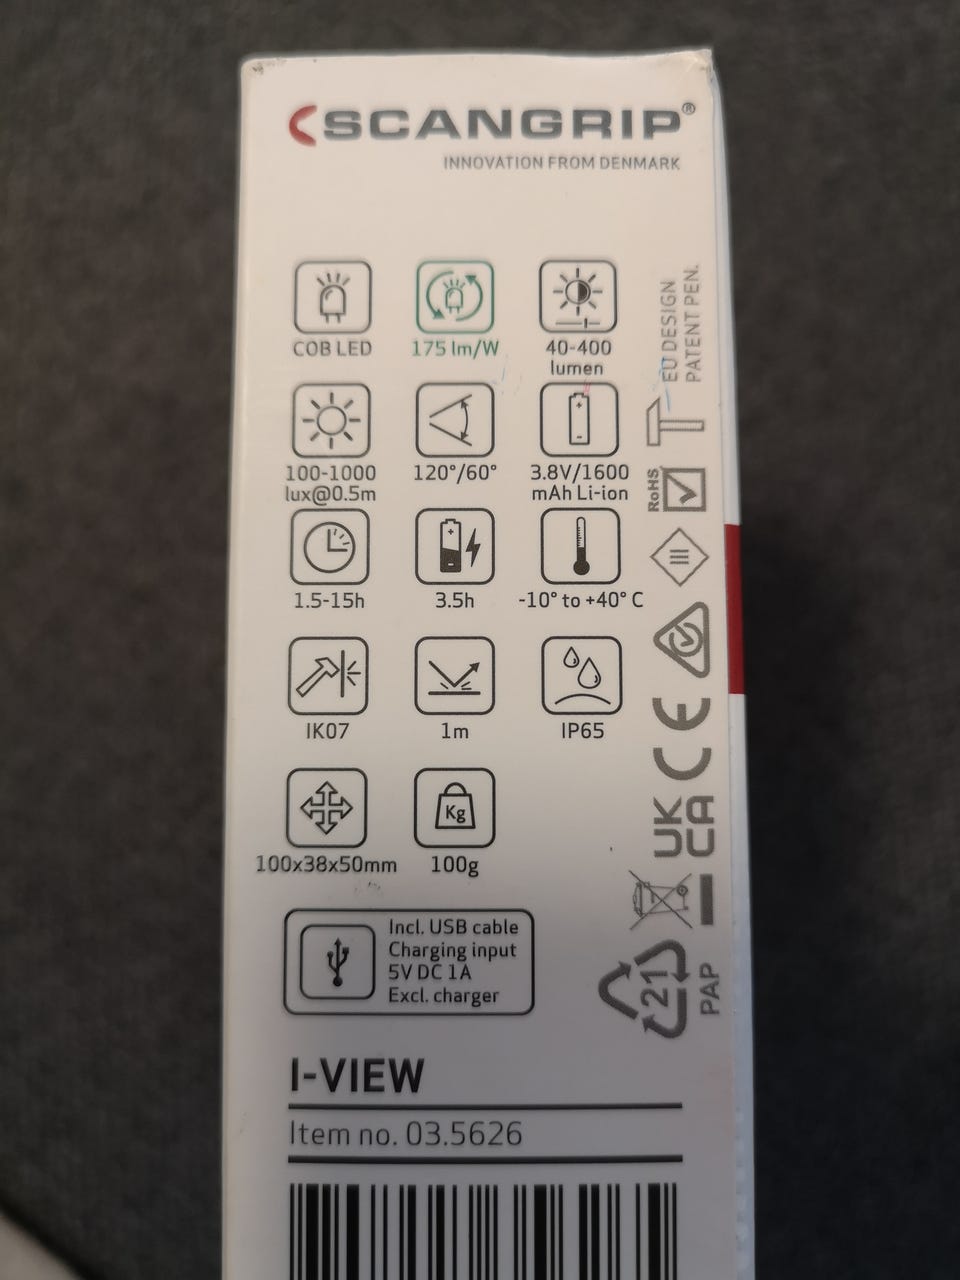 SCANGRIP®
INNOVATION FROM DENMARK
COB LED
175 lm/W
40-400
lumen
100-1000
lux@0.5m
120°/60°
3.8V/1600
mAh Li-ion
1.5-15h
3.5h
-10° to +40° C
IK07
1m
IP65
100x38x50mm
Kg
100g
Incl. USB cable
Charging input
5V DC 1A
Excl. charger
EU DESIGN
PATENT PEN.
RoHS
CE
UK
CA
21
PAP
I-VIEW
Item no. 03.5626